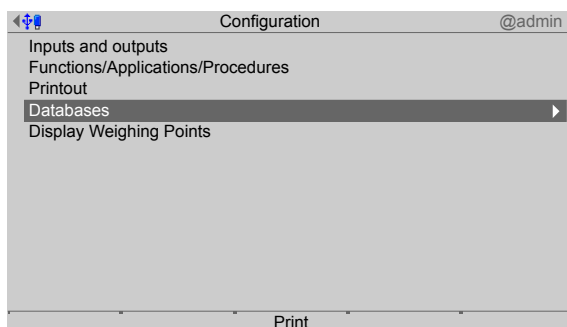 Configuration @admin
Inputs and outputs
Functions/Applications/Procedures
Printout
Databases
Display Weighing Points
Print